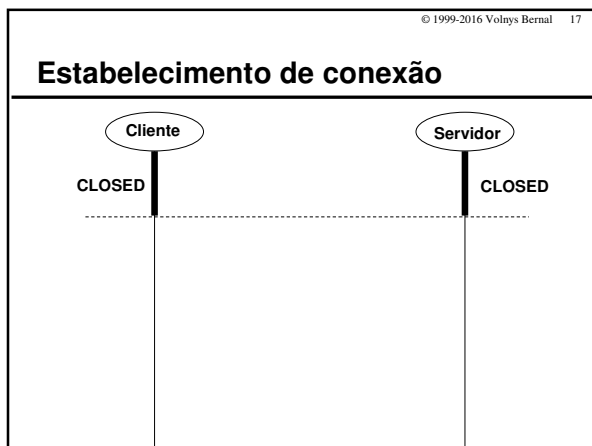 © 1999-2016 Volnys Bernal 17
Estabelecimento de conexão
Cliente Servidor
CLOSED CLOSED